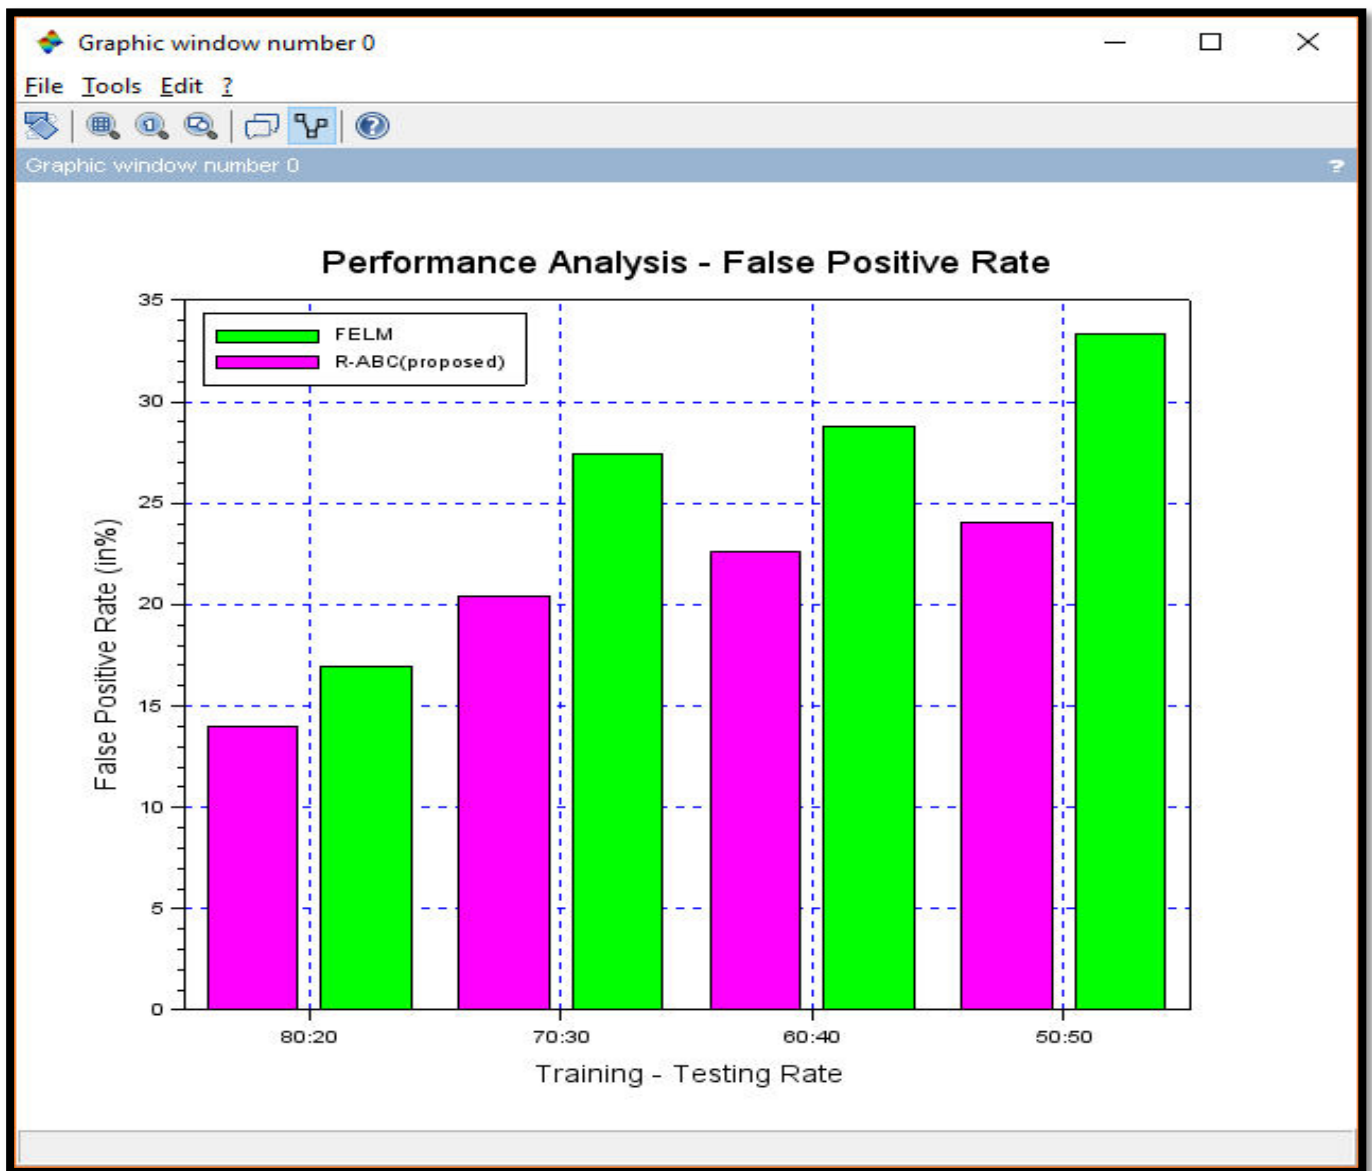 Graphic window number 0
File Tools Edit ?
Graphic window number 0 ?
Performance Analysis - False Positive Rate
FELM
R-ABC(proposed)
False Positive Rate (in%)
35
30
25
20
15
10
5
0
80:20 70:30 60:40 50:50
Training - Testing Rate